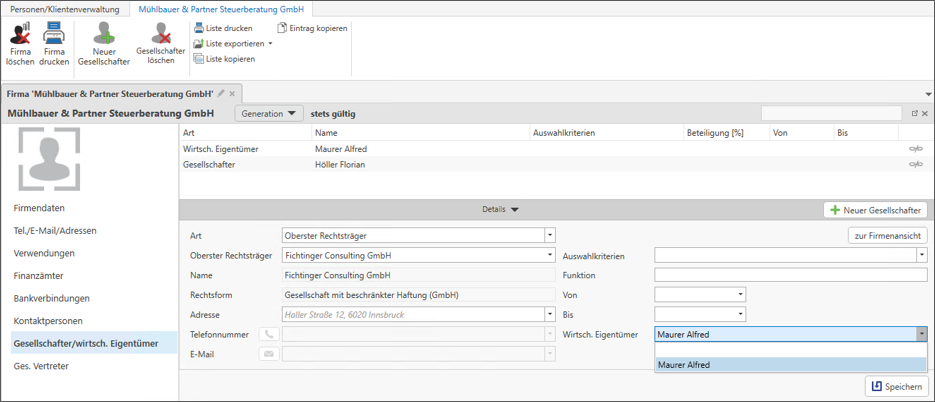 Personen/Klientenverwaltung Mühlbauer & Partner Steuerberatung GmbH
Firma löschen
Firma drucken
Neuer Gesellschafter
Gesellschafter löschen
Liste drucken
Liste exportieren
Liste kopieren
Eintrag kopieren
Firma 'Mühlbauer & Partner Steuerberatung GmbH'
Mühlbauer & Partner Steuerberatung GmbH Generation stets gültig
Firmendaten
Tel./E-Mail/Adressen
Verwendungen
Finanzämter
Bankverbindungen
Kontaktpersonen
Gesellschafter/wirtsch. Eigentümer
Ges. Vertreter
Art Name Auswahlkriterien Beteiligung [%] Von Bis
Wirtsch. Eigentümer Maurer Alfred
Gesellschafter Höller Florian
Details Neuer Gesellschafter
Art Oberster Rechtsträger zur Firmenansicht
Oberster Rechtsträger Fichtinger Consulting GmbH Auswahlkriterien
Name Fichtinger Consulting GmbH Funktion
Rechtsform Gesellschaft mit beschränkter Haftung (GmbH) Von
Adresse Haller Straße 12, 6020 Innsbruck Bis
Telefonnummer Wirtsch. Eigentümer Maurer Alfred
E-Mail Maurer Alfred
Speichern